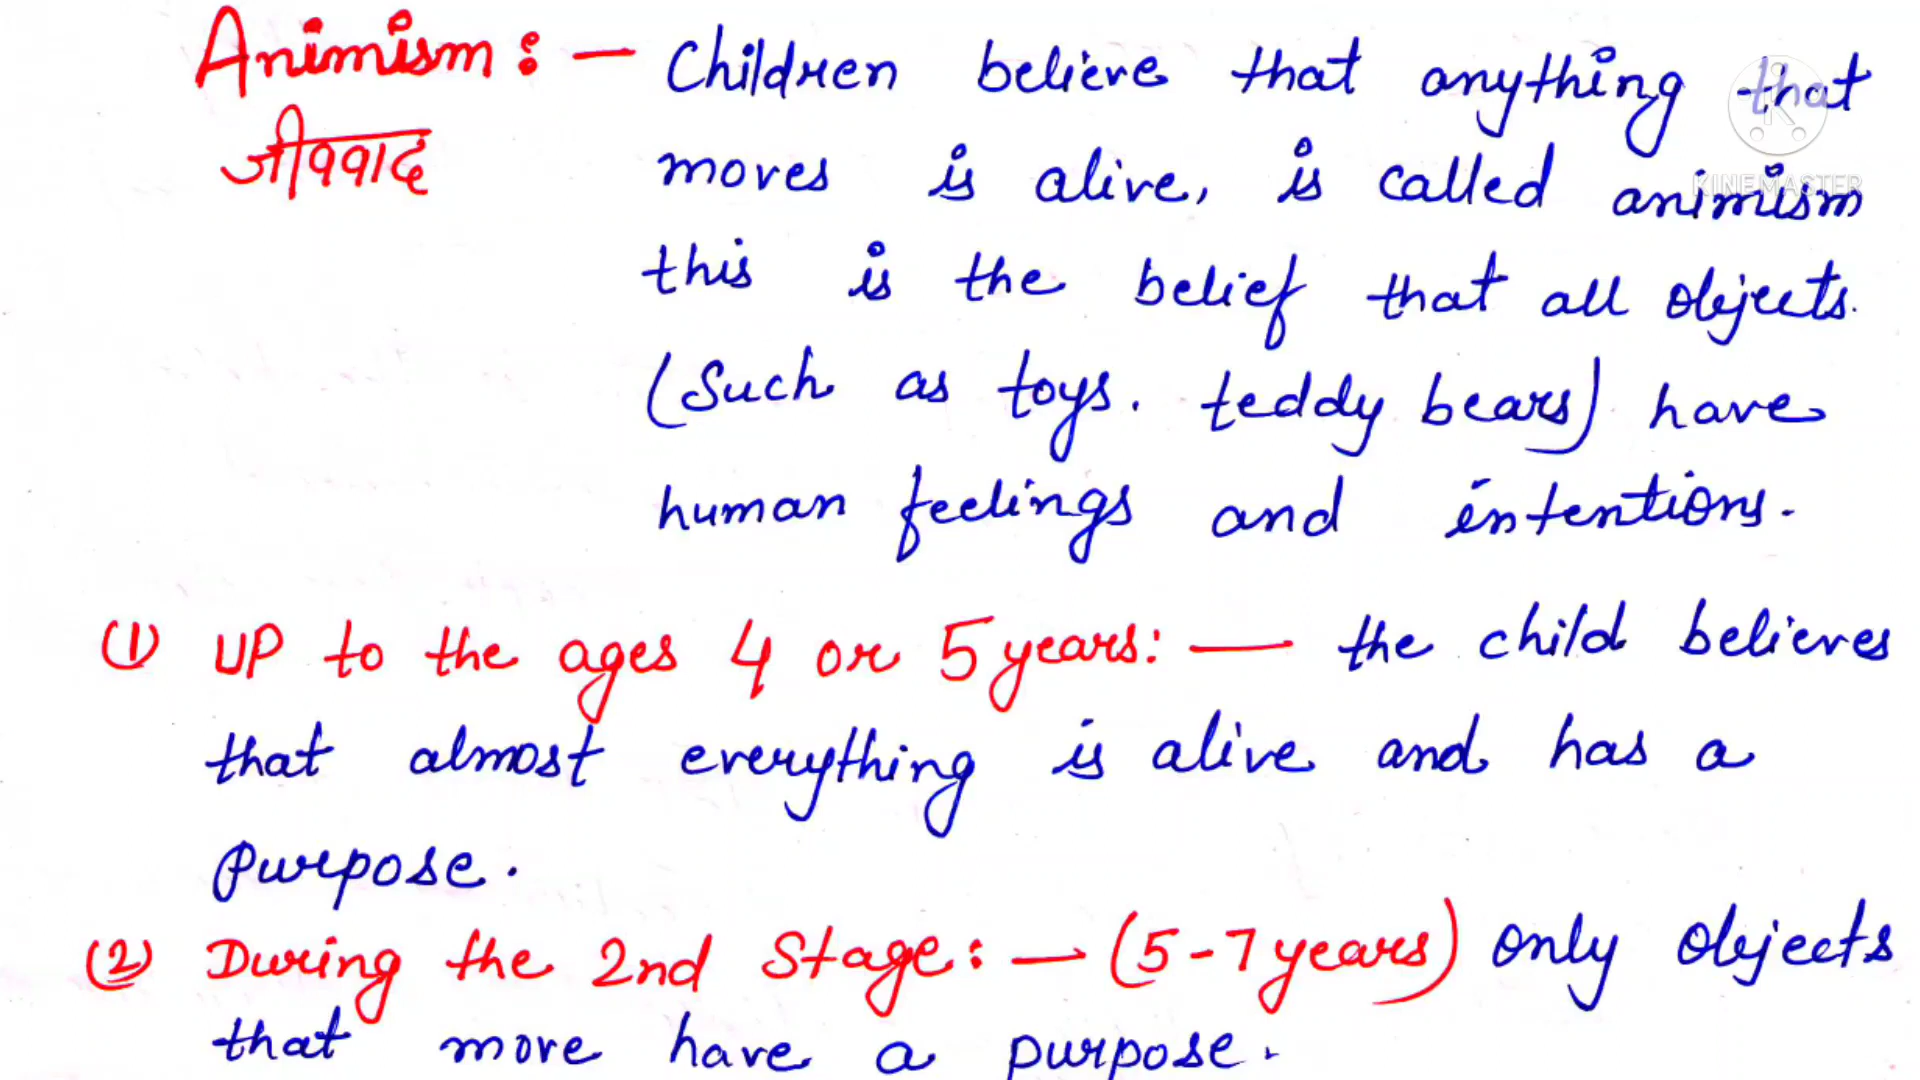 Animism: — Children believe that anything that
जीववाद
moves is alive, is called animism
this is the belief that all objects.
(Such as toys. teddy bears) have
human feelings and intentions.
(1) UP to the ages 4 or 5 years: — the child believes
that almost everything is alive and has a
purpose.
(2) During the 2nd Stage: — (5-7 years) only objects
that more have a purpose.
K
KINEMASTER